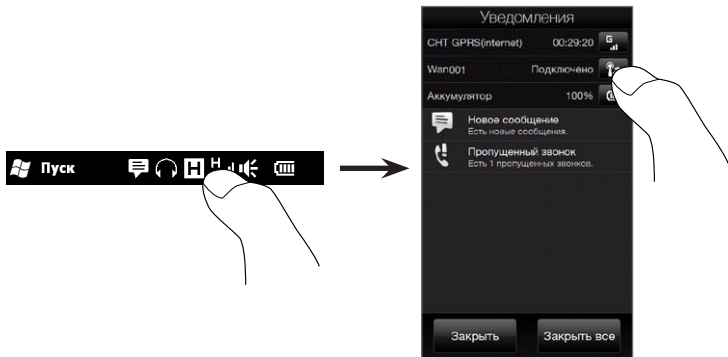 Пуск
H
H
Уведомления
CHT GPRS(internet) 00:29:20 G
Wan001 Подключено
Аккумулятор 100%
Новое сообщение
Есть новые сообщения.
Пропущенный звонок
Есть 1 пропущенных звонков.
Закрыть Закрыть все